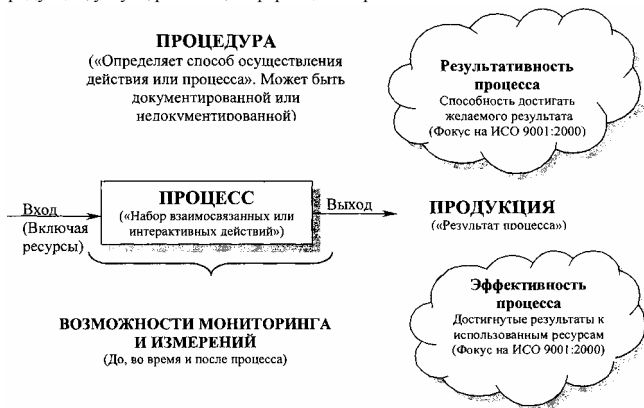 ПРОЦЕДУРА
(«Определяет способ осуществления
действия или процесса». Может быть
документированной или
недокументированной)
Результативность
процесса
Способность достигать
желаемого результата
(Фокус на ИСО 9001:2000)
Вход
(Включая
ресурсы)
ПРОЦЕСС
(«Набор взаимосвязанных или
интерактивных действий»)
Выход
ПРОДУКЦИЯ
(«Результат процесса»)
ВОЗМОЖНОСТИ МОНИТОРИНГА
И ИЗМЕРЕНИЙ
(До, во время и после процесса)
Эффективность
процесса
Достигнутые результаты к
использованным ресурсам
(Фокус на ИСО 9001:2000)